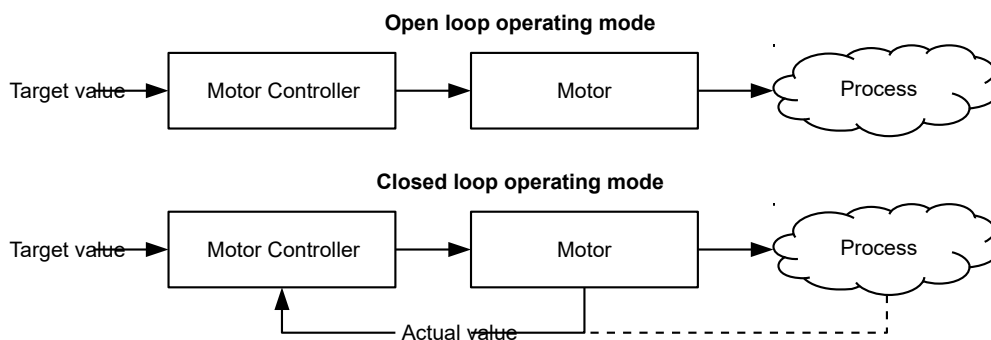 Open loop operating mode
Target value
Motor Controller
Motor
Process
Closed loop operating mode
Target value
Motor Controller
Motor
Process
Actual value